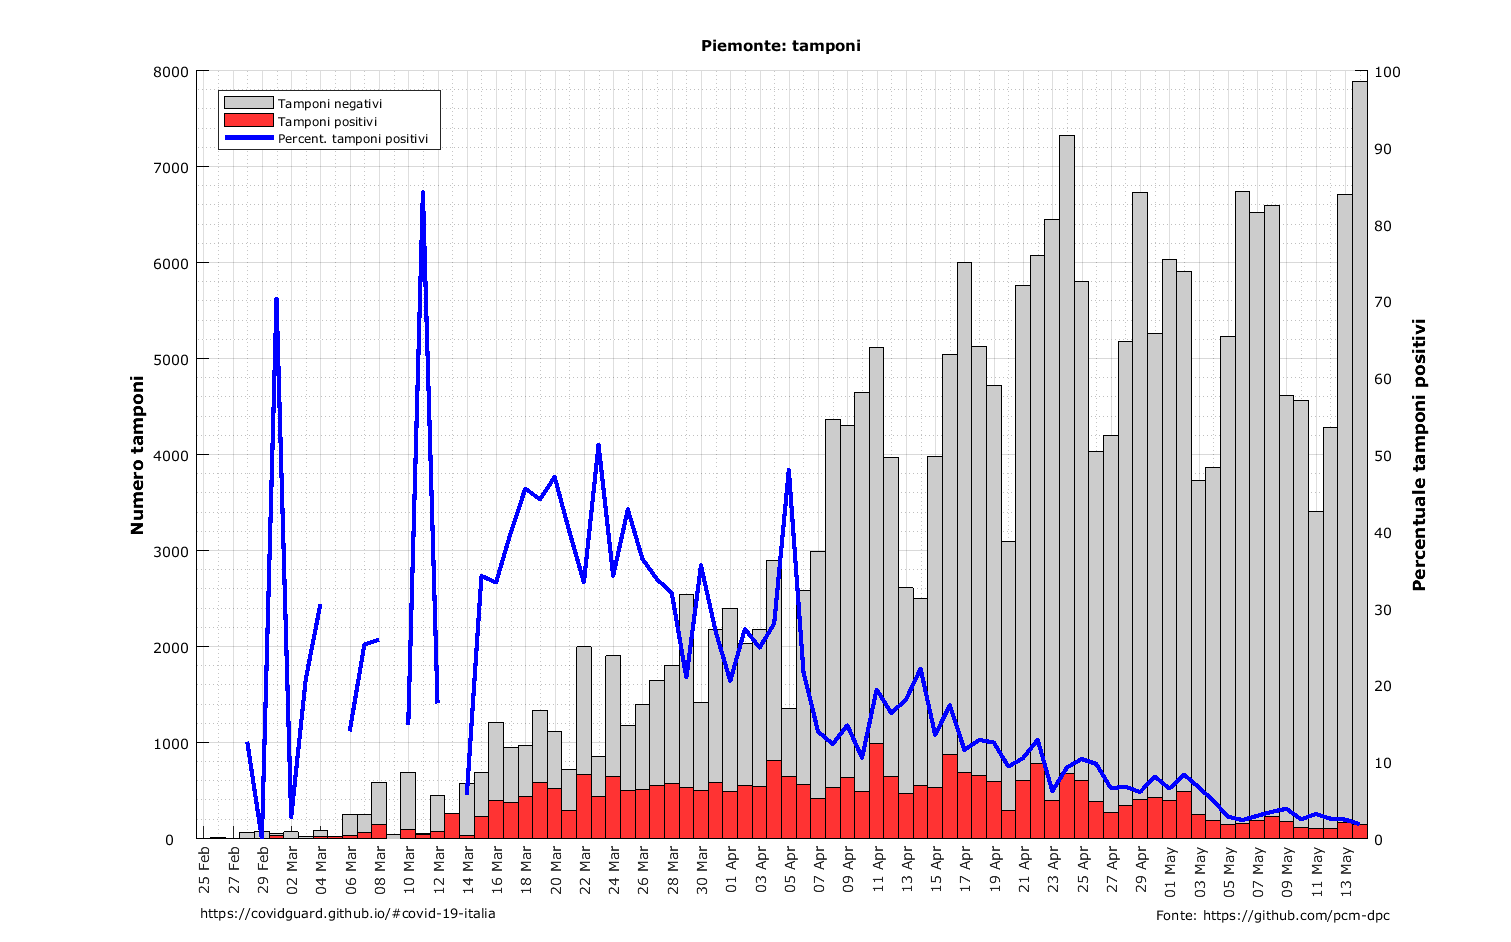 Piemonte: tamponi
Tamponi negativi
Tamponi positivi
Percent. tamponi positivi
Numero tamponi
8000
7000
6000
5000
4000
3000
2000
1000
0
Percentuale tamponi positivi
100
90
80
70
60
50
40
30
20
10
0
25 Feb
27 Feb
29 Feb
02 Mar
04 Mar
06 Mar
08 Mar
10 Mar
12 Mar
14 Mar
16 Mar
18 Mar
20 Mar
22 Mar
24 Mar
26 Mar
28 Mar
30 Mar
01 Apr
03 Apr
05 Apr
07 Apr
09 Apr
11 Apr
13 Apr
15 Apr
17 Apr
19 Apr
21 Apr
23 Apr
25 Apr
27 Apr
29 Apr
01 May
03 May
05 May
07 May
09 May
11 May
13 May
https://covidguard.github.io/#covid-19-italia
Fonte: https://github.com/pcm-dpc